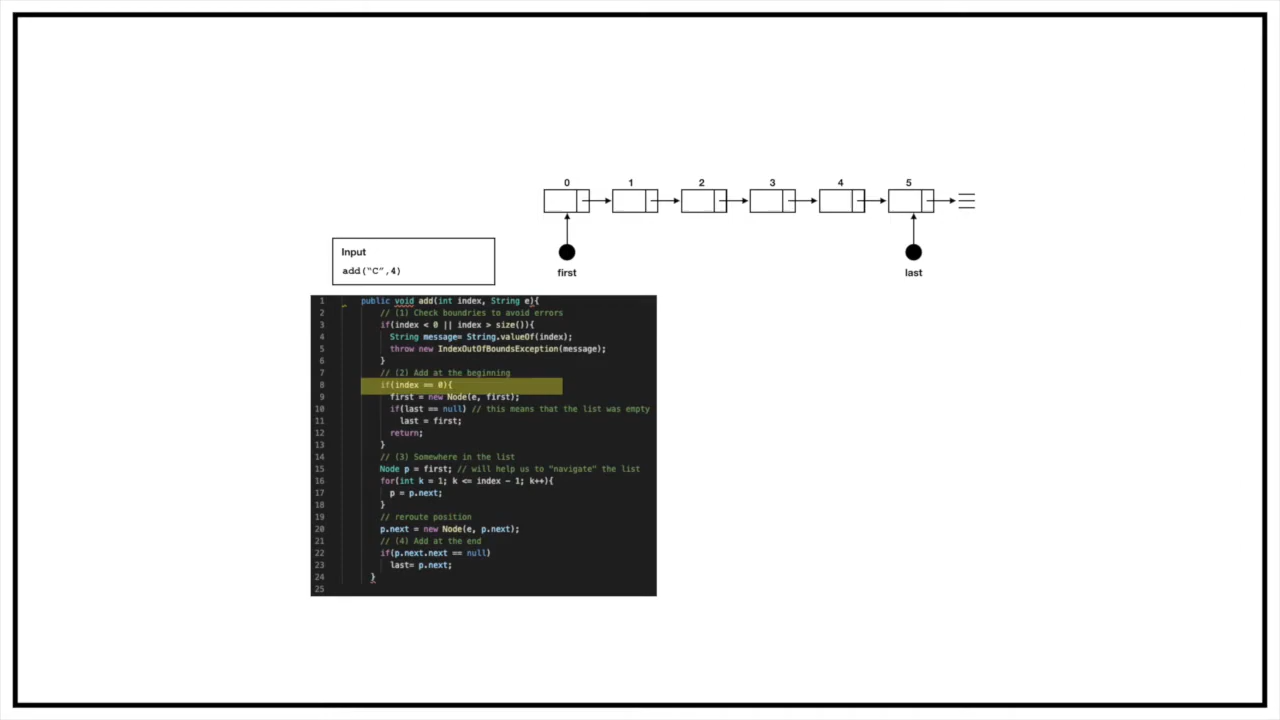 0 1 2 3 4 5
first last
Input
add(“C”,4)
1 public void add(int index, String e){
2 // (1) Check boundries to avoid errors
3 if(index < 0 || index > size()){
4 String message= String.valueOf(index);
5 throw new IndexOutOfBoundsException(message);
6 }
7 // (2) Add at the beginning
8 if(index == 0){
9 first = new Node(e, first);
10 if(last == null) // this means that the list was empty
11 last = first;
12 return;
13 }
14 // (3) Somewhere in the list
15 Node p = first; // will help us to "navigate" the list
16 for(int k = 1; k <= index - 1; k++){
17 p = p.next;
18 }
19 // reroute position
20 p.next = new Node(e, p.next);
21 // (4) Add at the end
22 if(p.next.next == null)
23 last= p.next;
24 }
25